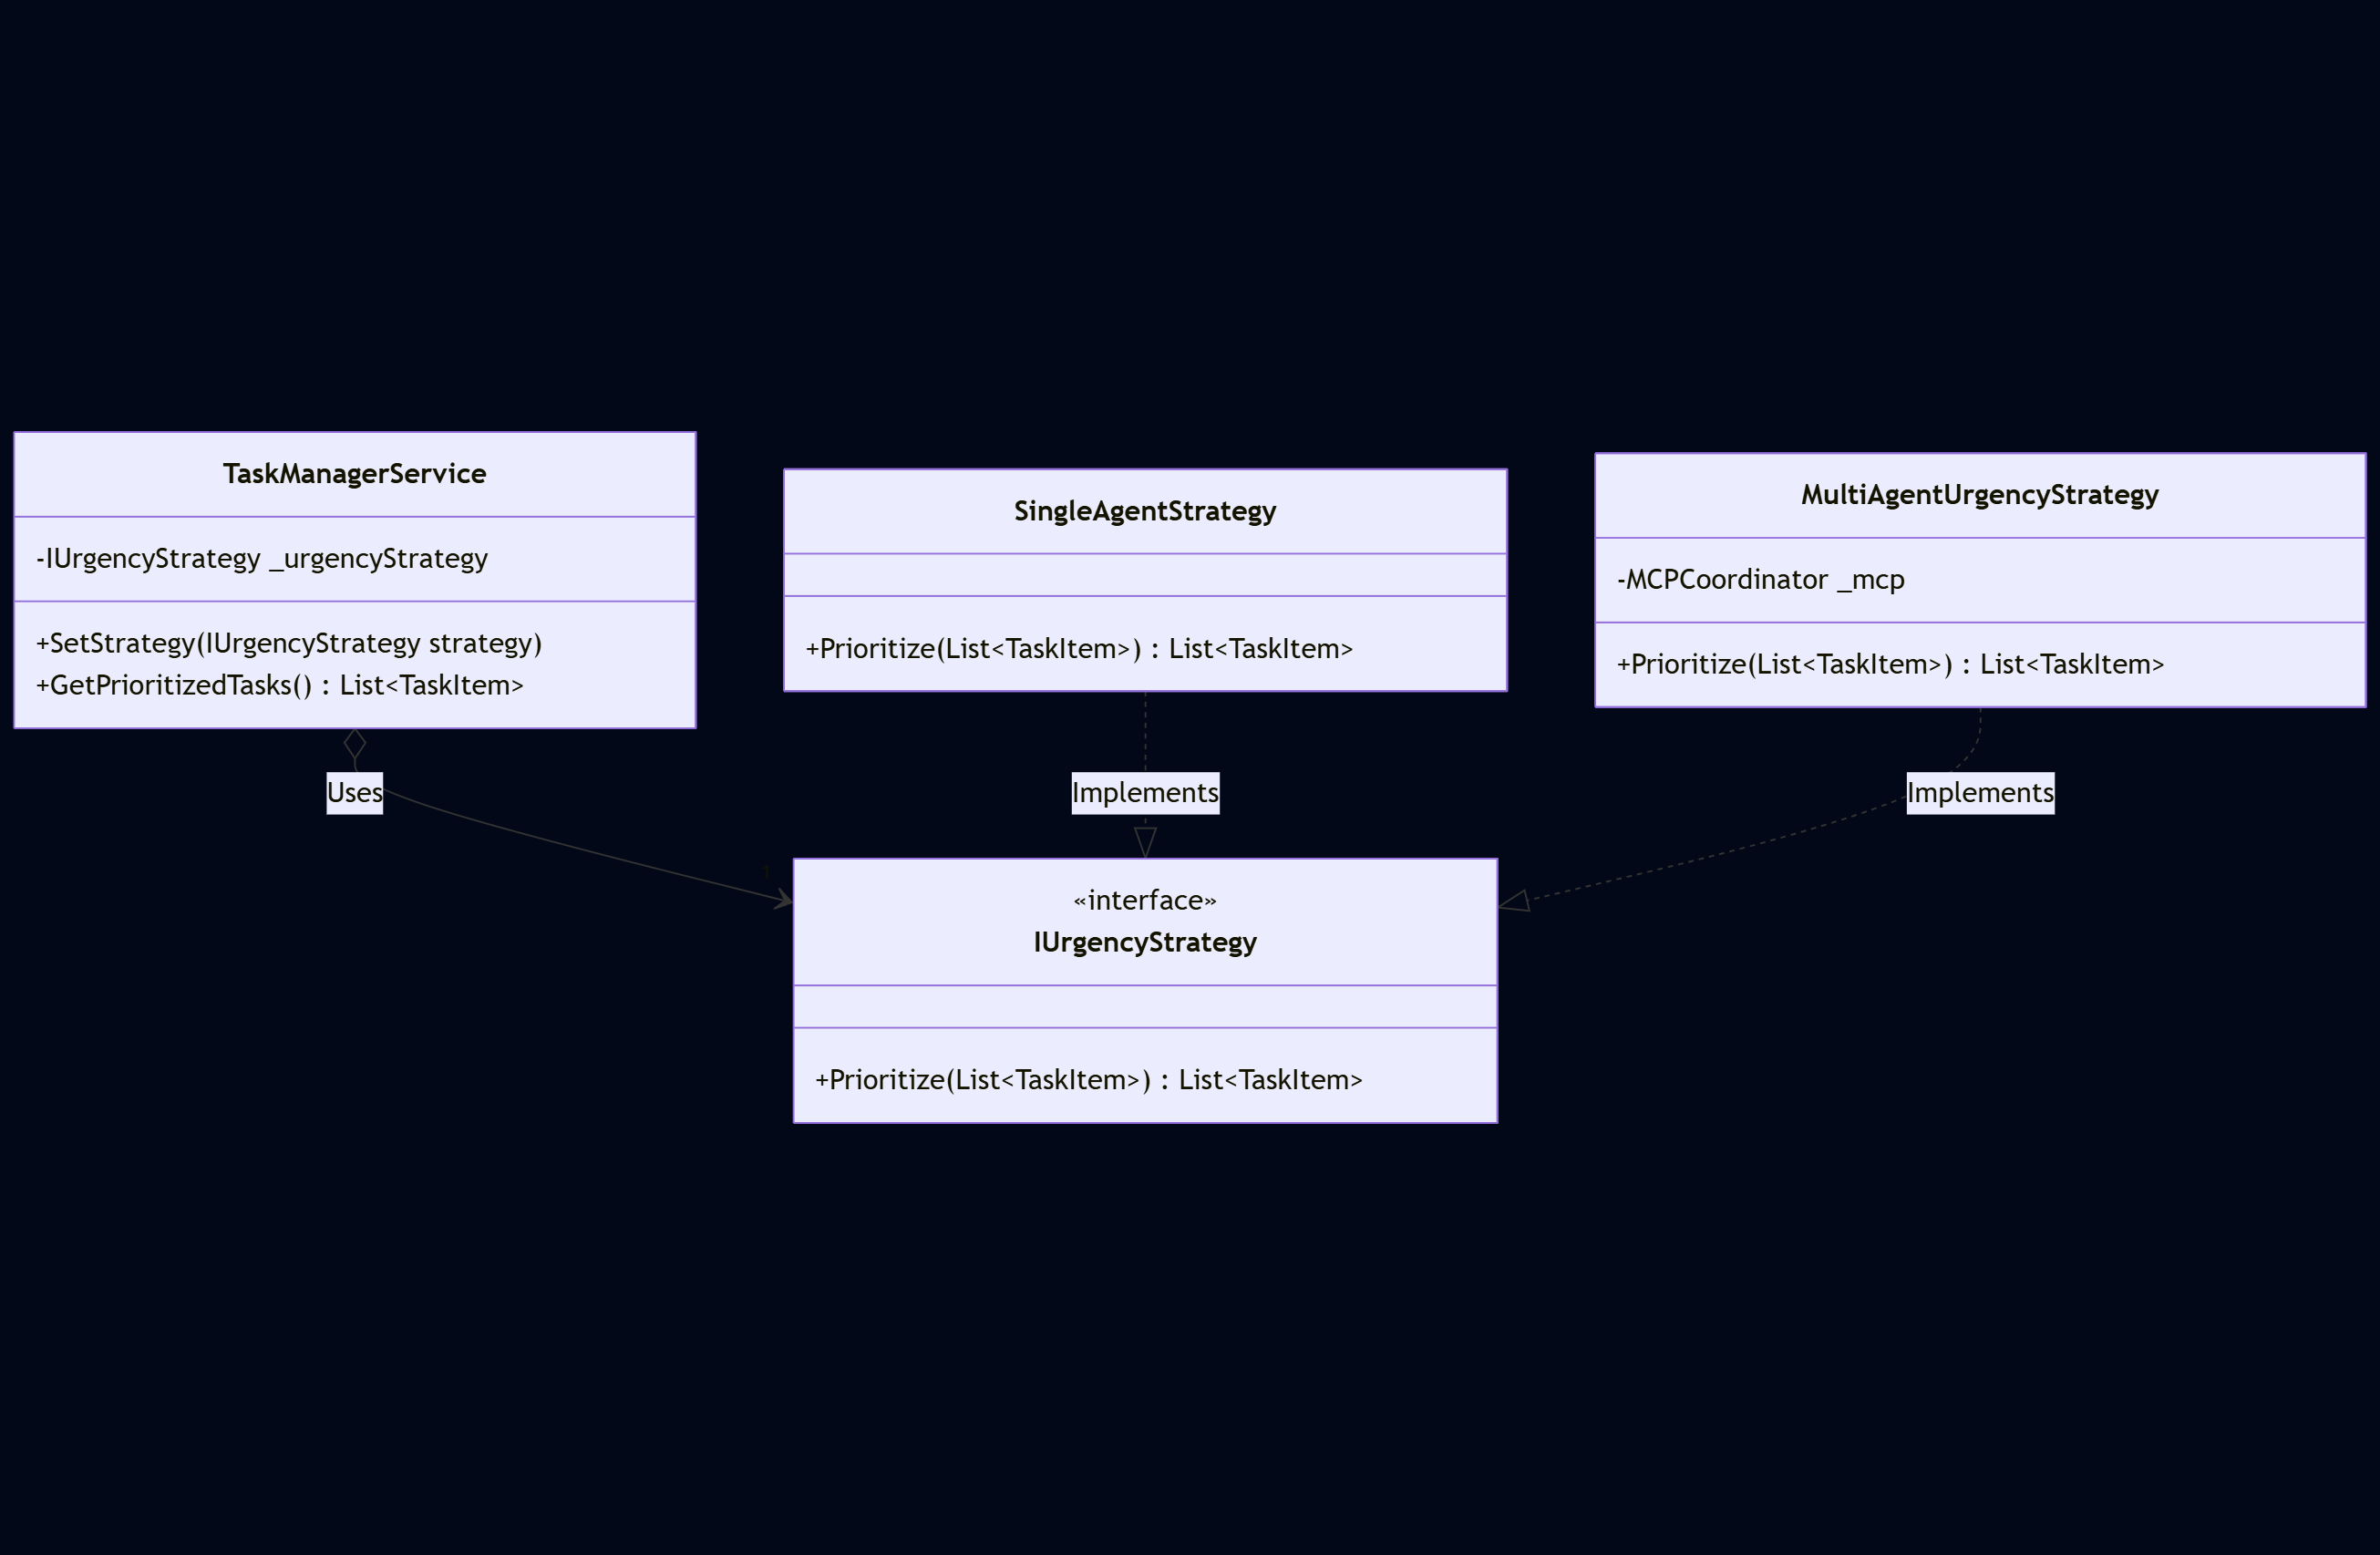 TaskManagerService
-IUrgencyStrategy _urgencyStrategy
+SetStrategy(IUrgencyStrategy strategy)
+GetPrioritizedTasks() : List<TaskItem>
SingleAgentStrategy
+Prioritize(List<TaskItem>) : List<TaskItem>
MultiAgentUrgencyStrategy
-MCPCoordinator _mcp
+Prioritize(List<TaskItem>) : List<TaskItem>
Uses
Implements
Implements
1
«interface»
IUrgencyStrategy
+Prioritize(List<TaskItem>) : List<TaskItem>